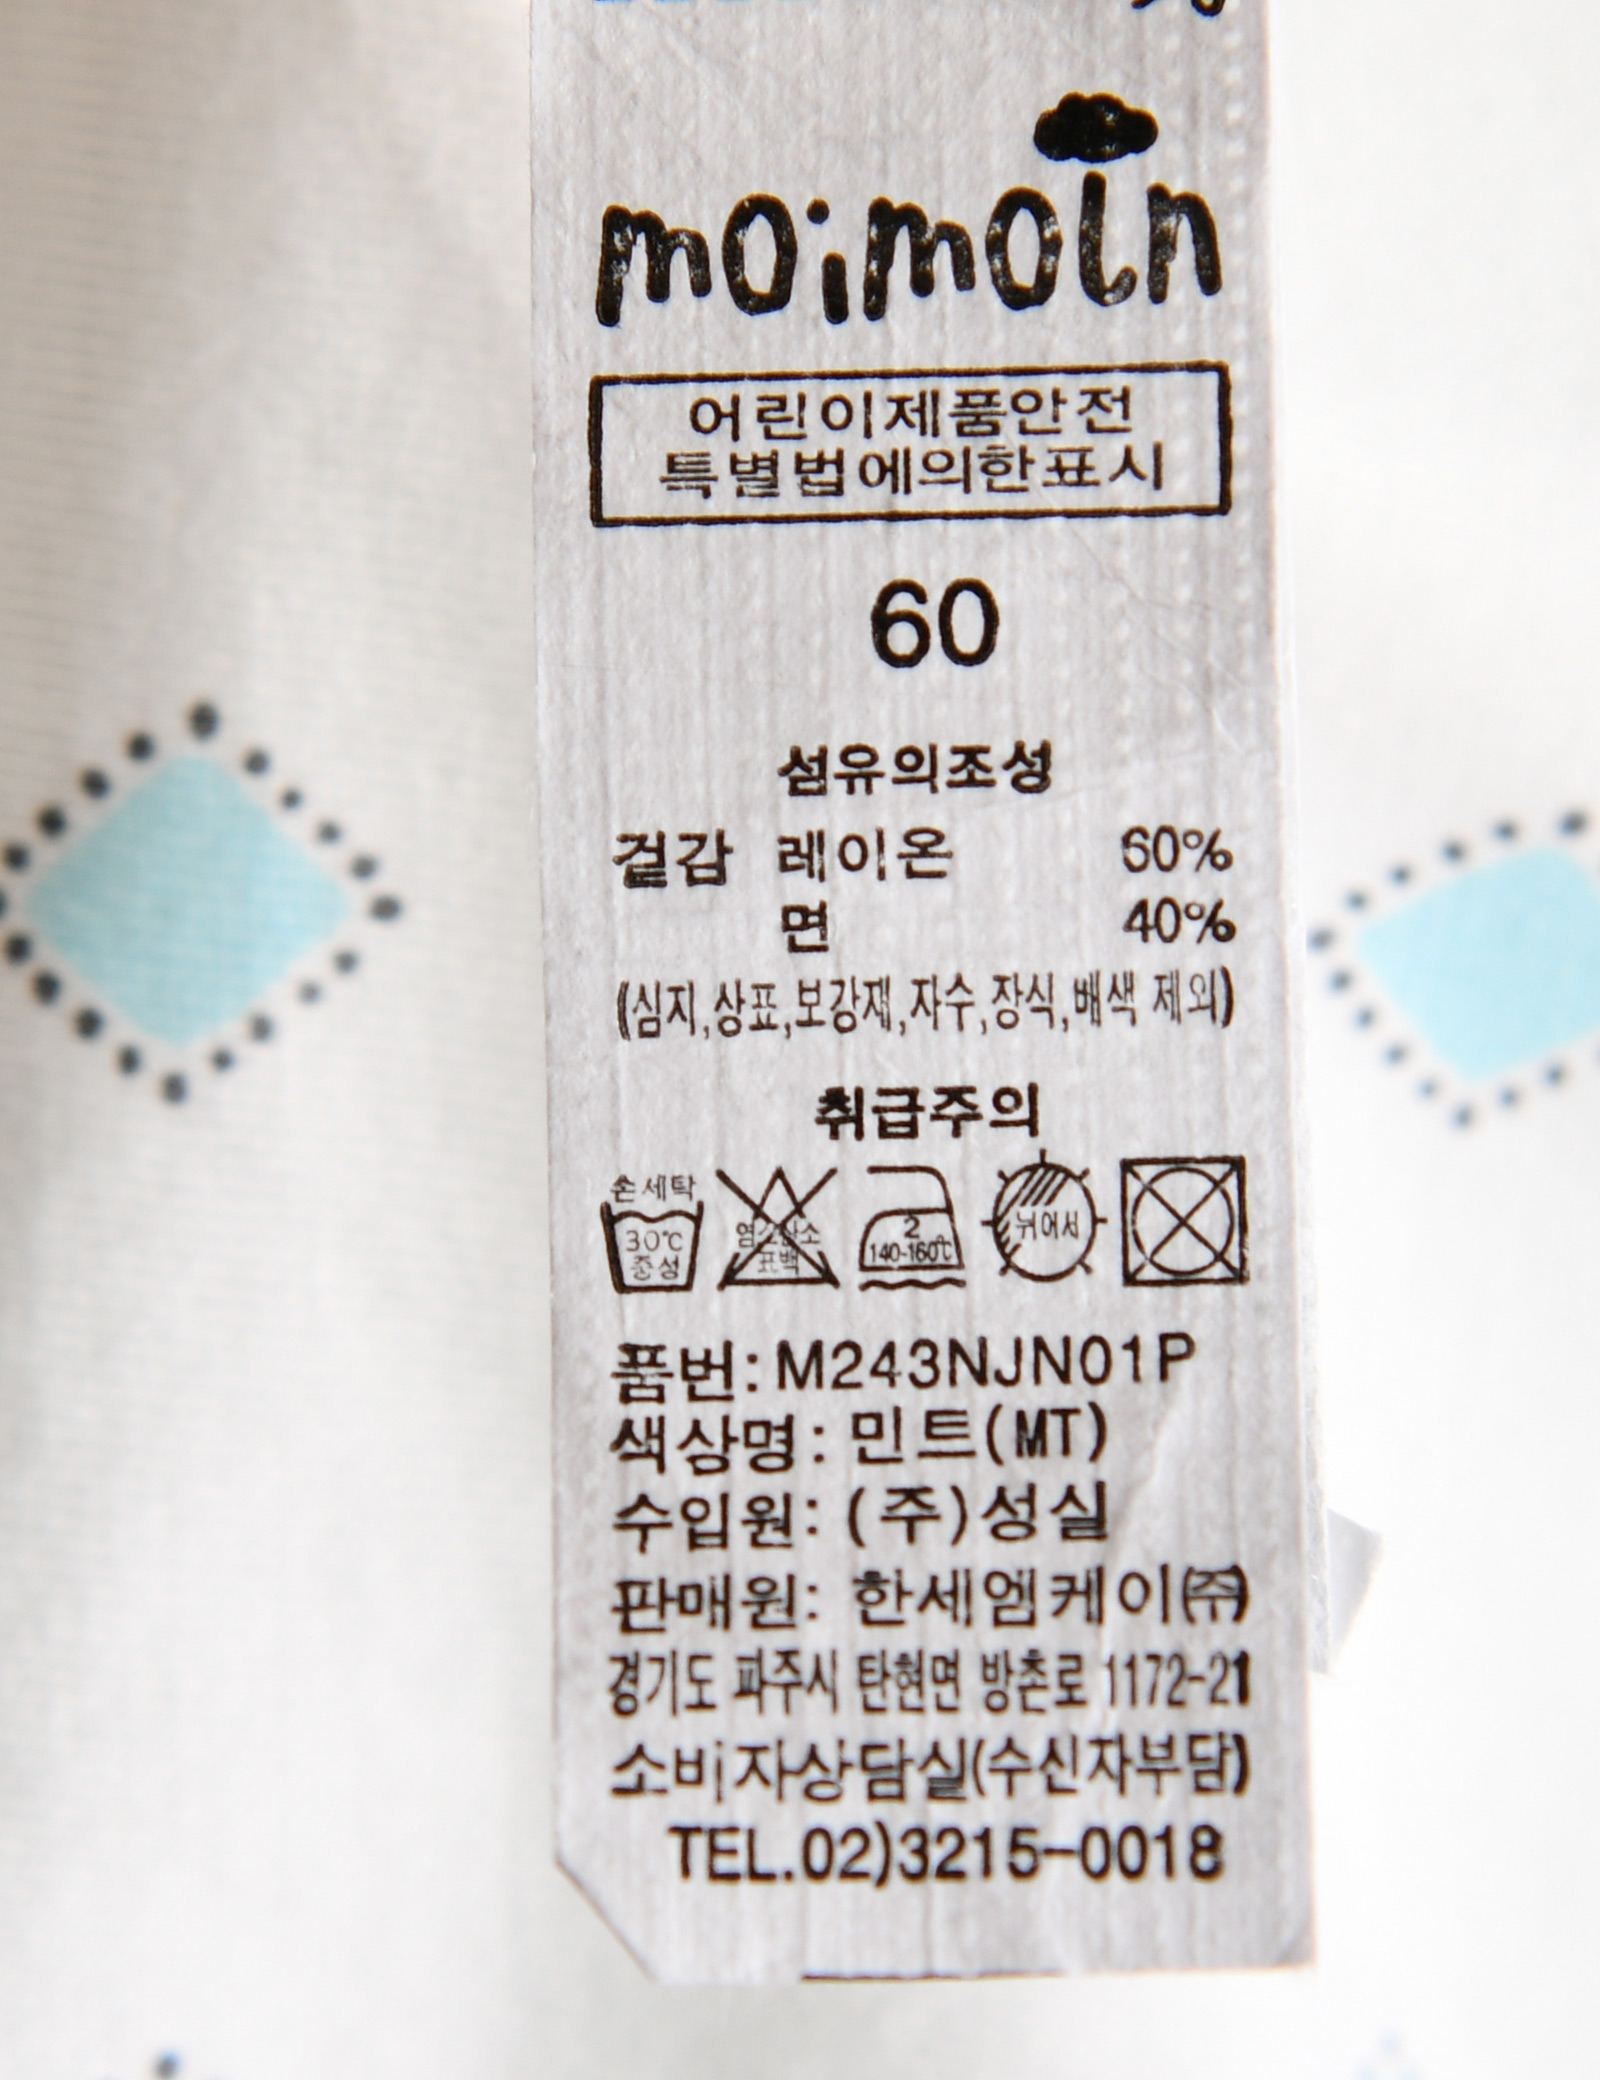 moimoln
어린이제품안전
특별법에의한표시
60
섬유의조성
겉감 레이온 60%
면 40%
(심지,상표,보강재,자수,장식,배색 제외)
취급주의
손세탁
30℃
중성
염소산소
표백
2
140-160℃
뉘어서
품번: M243NJN01P
색상명: 민트(MT)
수입원: (주)성실
판매원: 한세엠케이㈜
경기도 파주시 탄현면 방촌로 1172-21
소비자상담실(수신자부담)
TEL.02)3215-0018